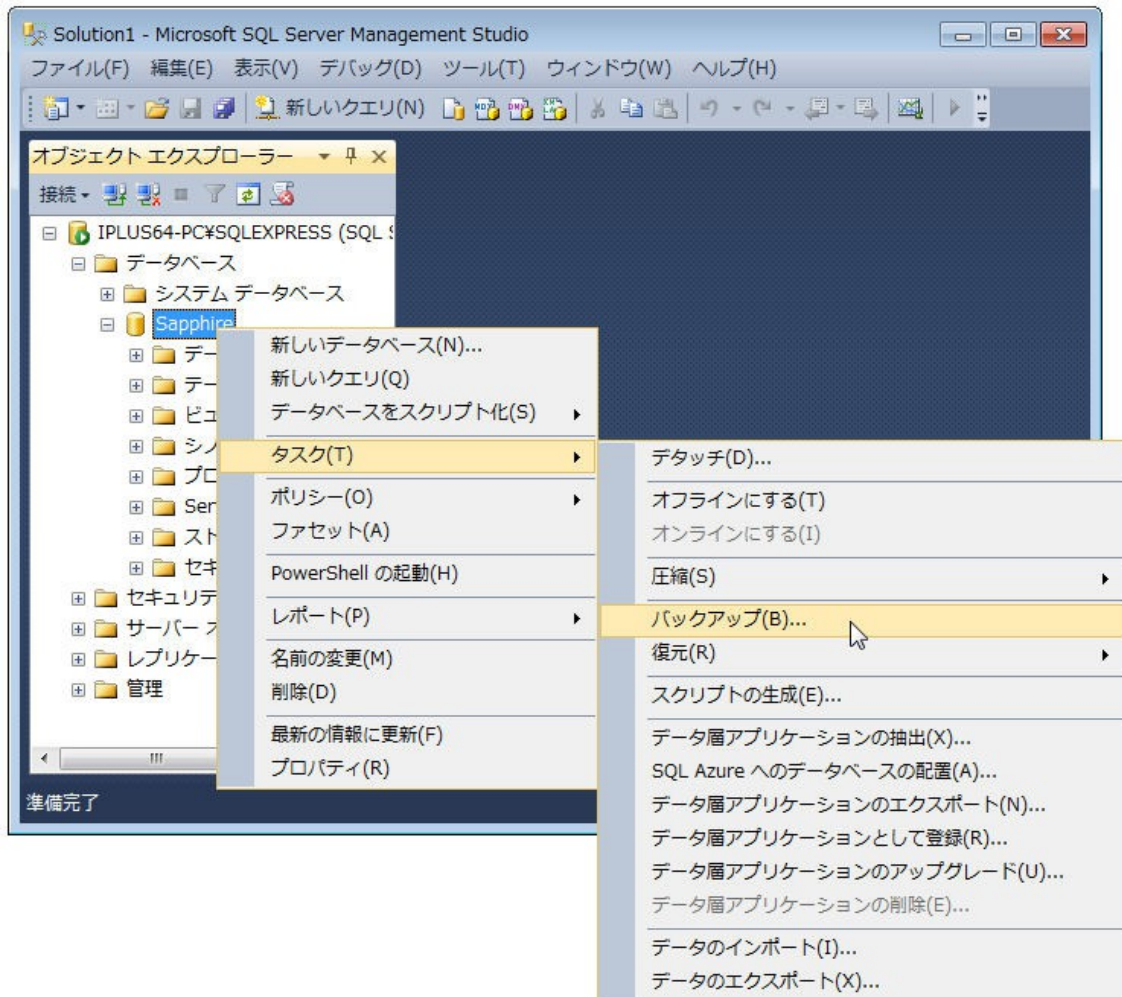 Solution1 - Microsoft SQL Server Management Studio
ファイル(F) 編集(E) 表示(V) デバッグ(D) ツール(T) ウィンドウ(W) ヘルプ(H)
新しいクエリ(N)
オブジェクト エクスプローラー
接続
IPLUS64-PC¥SQLEXPRESS (SQL
データベース
システム データベース
Sapphire
デー
テー
ビュ
シノ
プロ
Ser
スト
セキ
セキュリテ
サーバー
レプリケー
管理
準備完了
新しいデータベース(N)...
新しいクエリ(Q)
データベースをスクリプト化(S)
タスク(T)
ポリシー(O)
ファセット(A)
PowerShell の起動(H)
レポート(P)
名前の変更(M)
削除(D)
最新の情報に更新(F)
プロパティ(R)
デタッチ(D)...
オフラインにする(T)
オンラインにする(I)
圧縮(S)
バックアップ(B)...
復元(R)
スクリプトの生成(E)...
データ層アプリケーションの抽出(X)...
SQL Azure へのデータベースの配置(A)...
データ層アプリケーションのエクスポート(N)...
データ層アプリケーションとして登録(R)...
データ層アプリケーションのアップグレード(U)...
データ層アプリケーションの削除(E)...
データのインポート(I)...
データのエクスポート(X)...